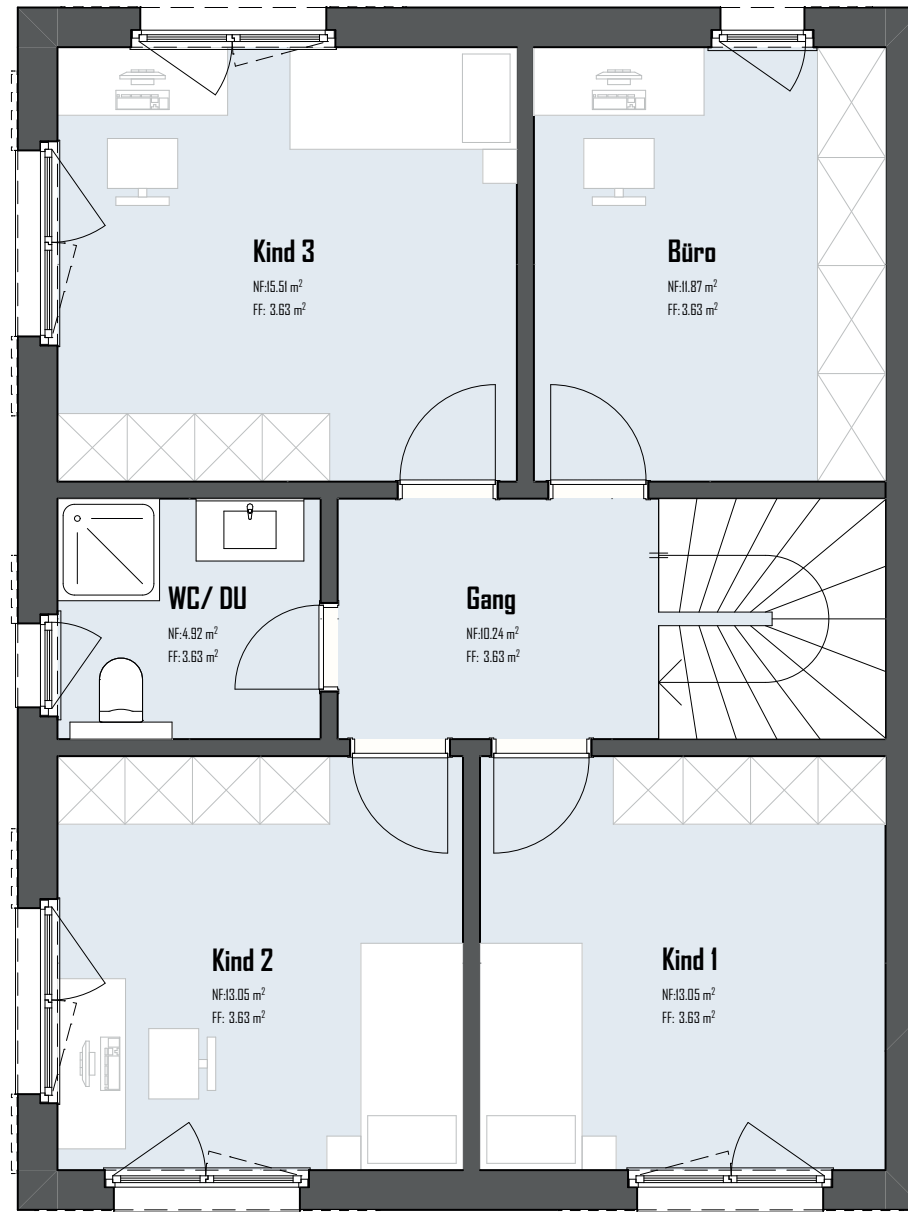 Kind 3
NF:15.51 m²
FF: 3.63 m²
Büro
NF:11.87 m²
FF: 3.63 m²
WC/ DU
NF:4.92 m²
FF: 3.63 m²
Gang
NF:10.24 m²
FF: 3.63 m²
Kind 2
NF:13.05 m²
FF: 3.63 m²
Kind 1
NF:13.05 m²
FF: 3.63 m²